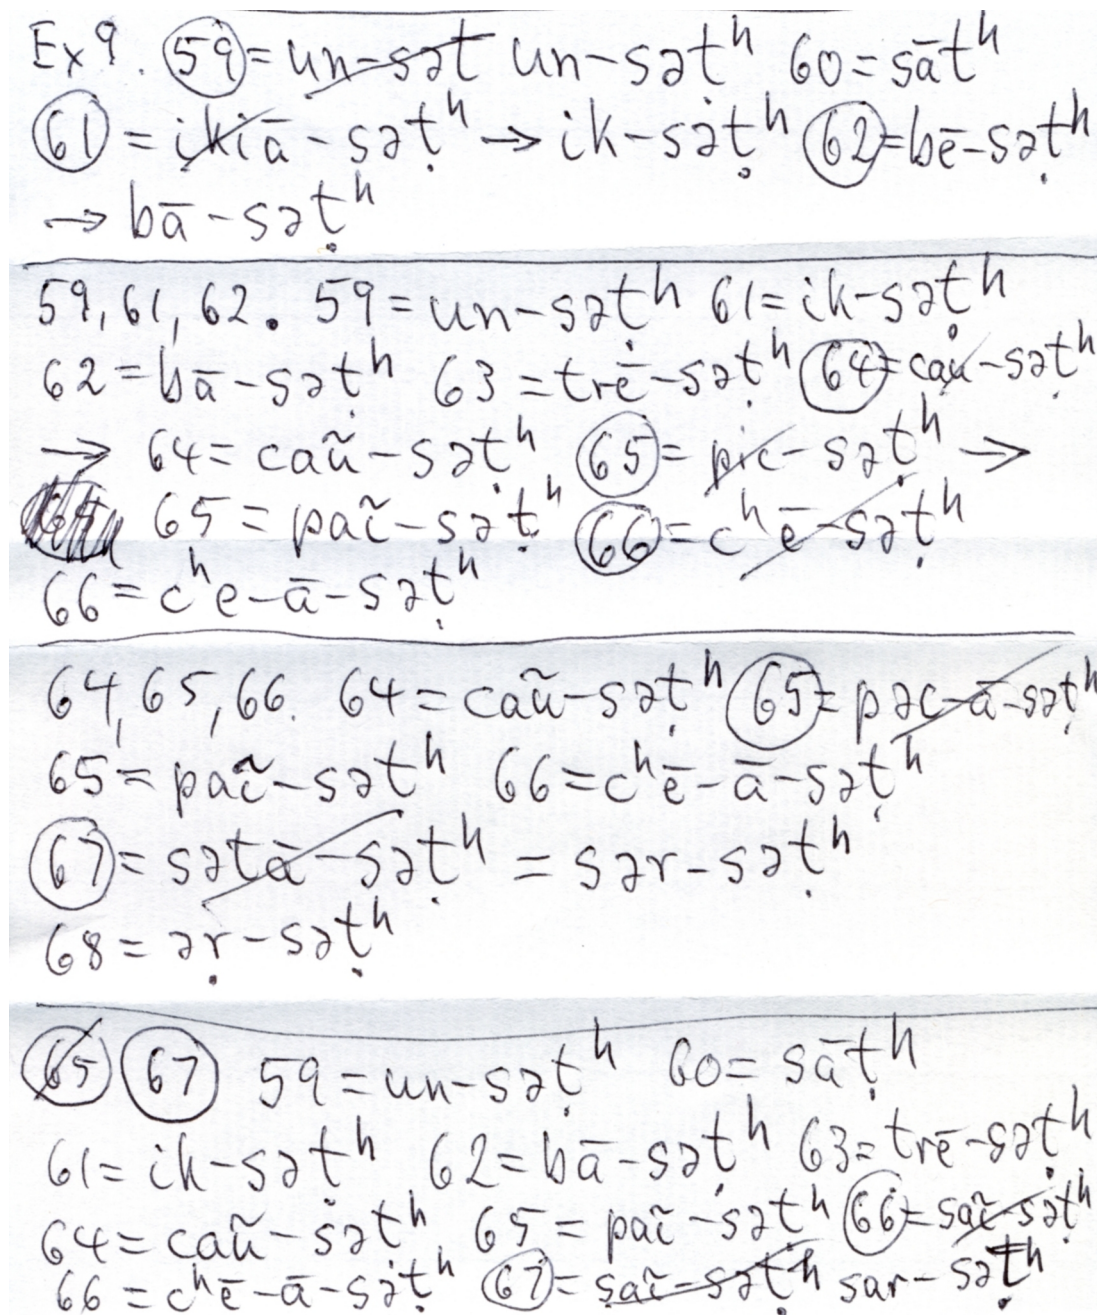 Ex 9. 59 = un-sət un-səṭʰ 60 = sāṭʰ
61 = ikiā-səṭʰ → ik-səṭʰ 62 = bē-səṭʰ
→ bā-səṭʰ
59, 61, 62. 59 = un-səṭʰ 61 = ik-səṭʰ
62 = bā-səṭʰ 63 = trē-səṭʰ 64 = cau-səṭʰ
→ 64 = caũ-səṭʰ 65 = pic-səṭʰ →
65 = paĩ-səṭʰ 66 = cʰē-səṭʰ
66 = cʰe-ā-səṭʰ
64, 65, 66. 64 = caũ-səṭʰ 65 = pəc-ā-səṭʰ
65 = paĩ-səṭʰ 66 = cʰē-ā-səṭʰ
67 = sətā-səṭʰ = sər-səṭʰ
68 = əṛ-səṭʰ
65 67 59 = un-səṭʰ 60 = sāṭʰ
61 = ik-səṭʰ 62 = bā-səṭʰ 63 = trē-səṭʰ
64 = caũ-səṭʰ 65 = paĩ-səṭʰ 66 = saĩ-səṭʰ
66 = cʰē-ā-səṭʰ 67 = saĩ-səṭʰ sar-səṭʰ